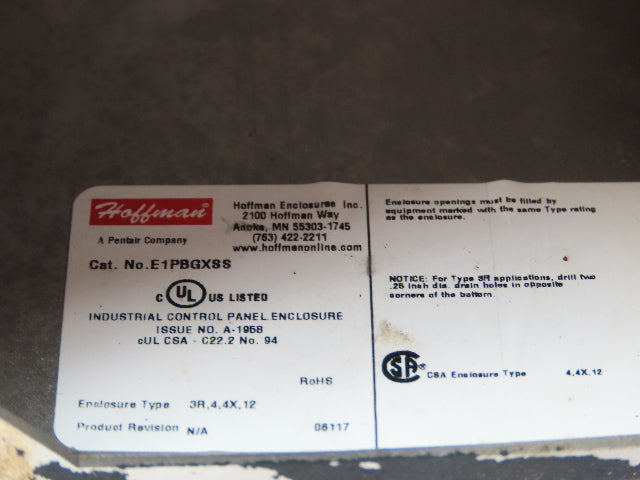 Hoffman®
A Pentair Company
Hoffman Enclosures Inc.
2100 Hoffman Way
Anoka, MN 55303-1745
(763) 422-2211
www.hoffmanonline.com
Cat. No. E1PBGXSS
C UL US LISTED
INDUSTRIAL CONTROL PANEL ENCLOSURE
ISSUE NO. A-1958
cUL CSA - C22.2 No. 94
RoHS
Enclosure Type 3R,4,4X,12
Product Revision N/A 06117
Enclosure openings must be filled by
equipment marked with the same Type rating
as the enclosure.
NOTICE: For Type 3R applications, drill two
.25 inch dia. drain holes in opposite
corners of the bottom.
CSA® CSA Enclosure Type 4,4X,12